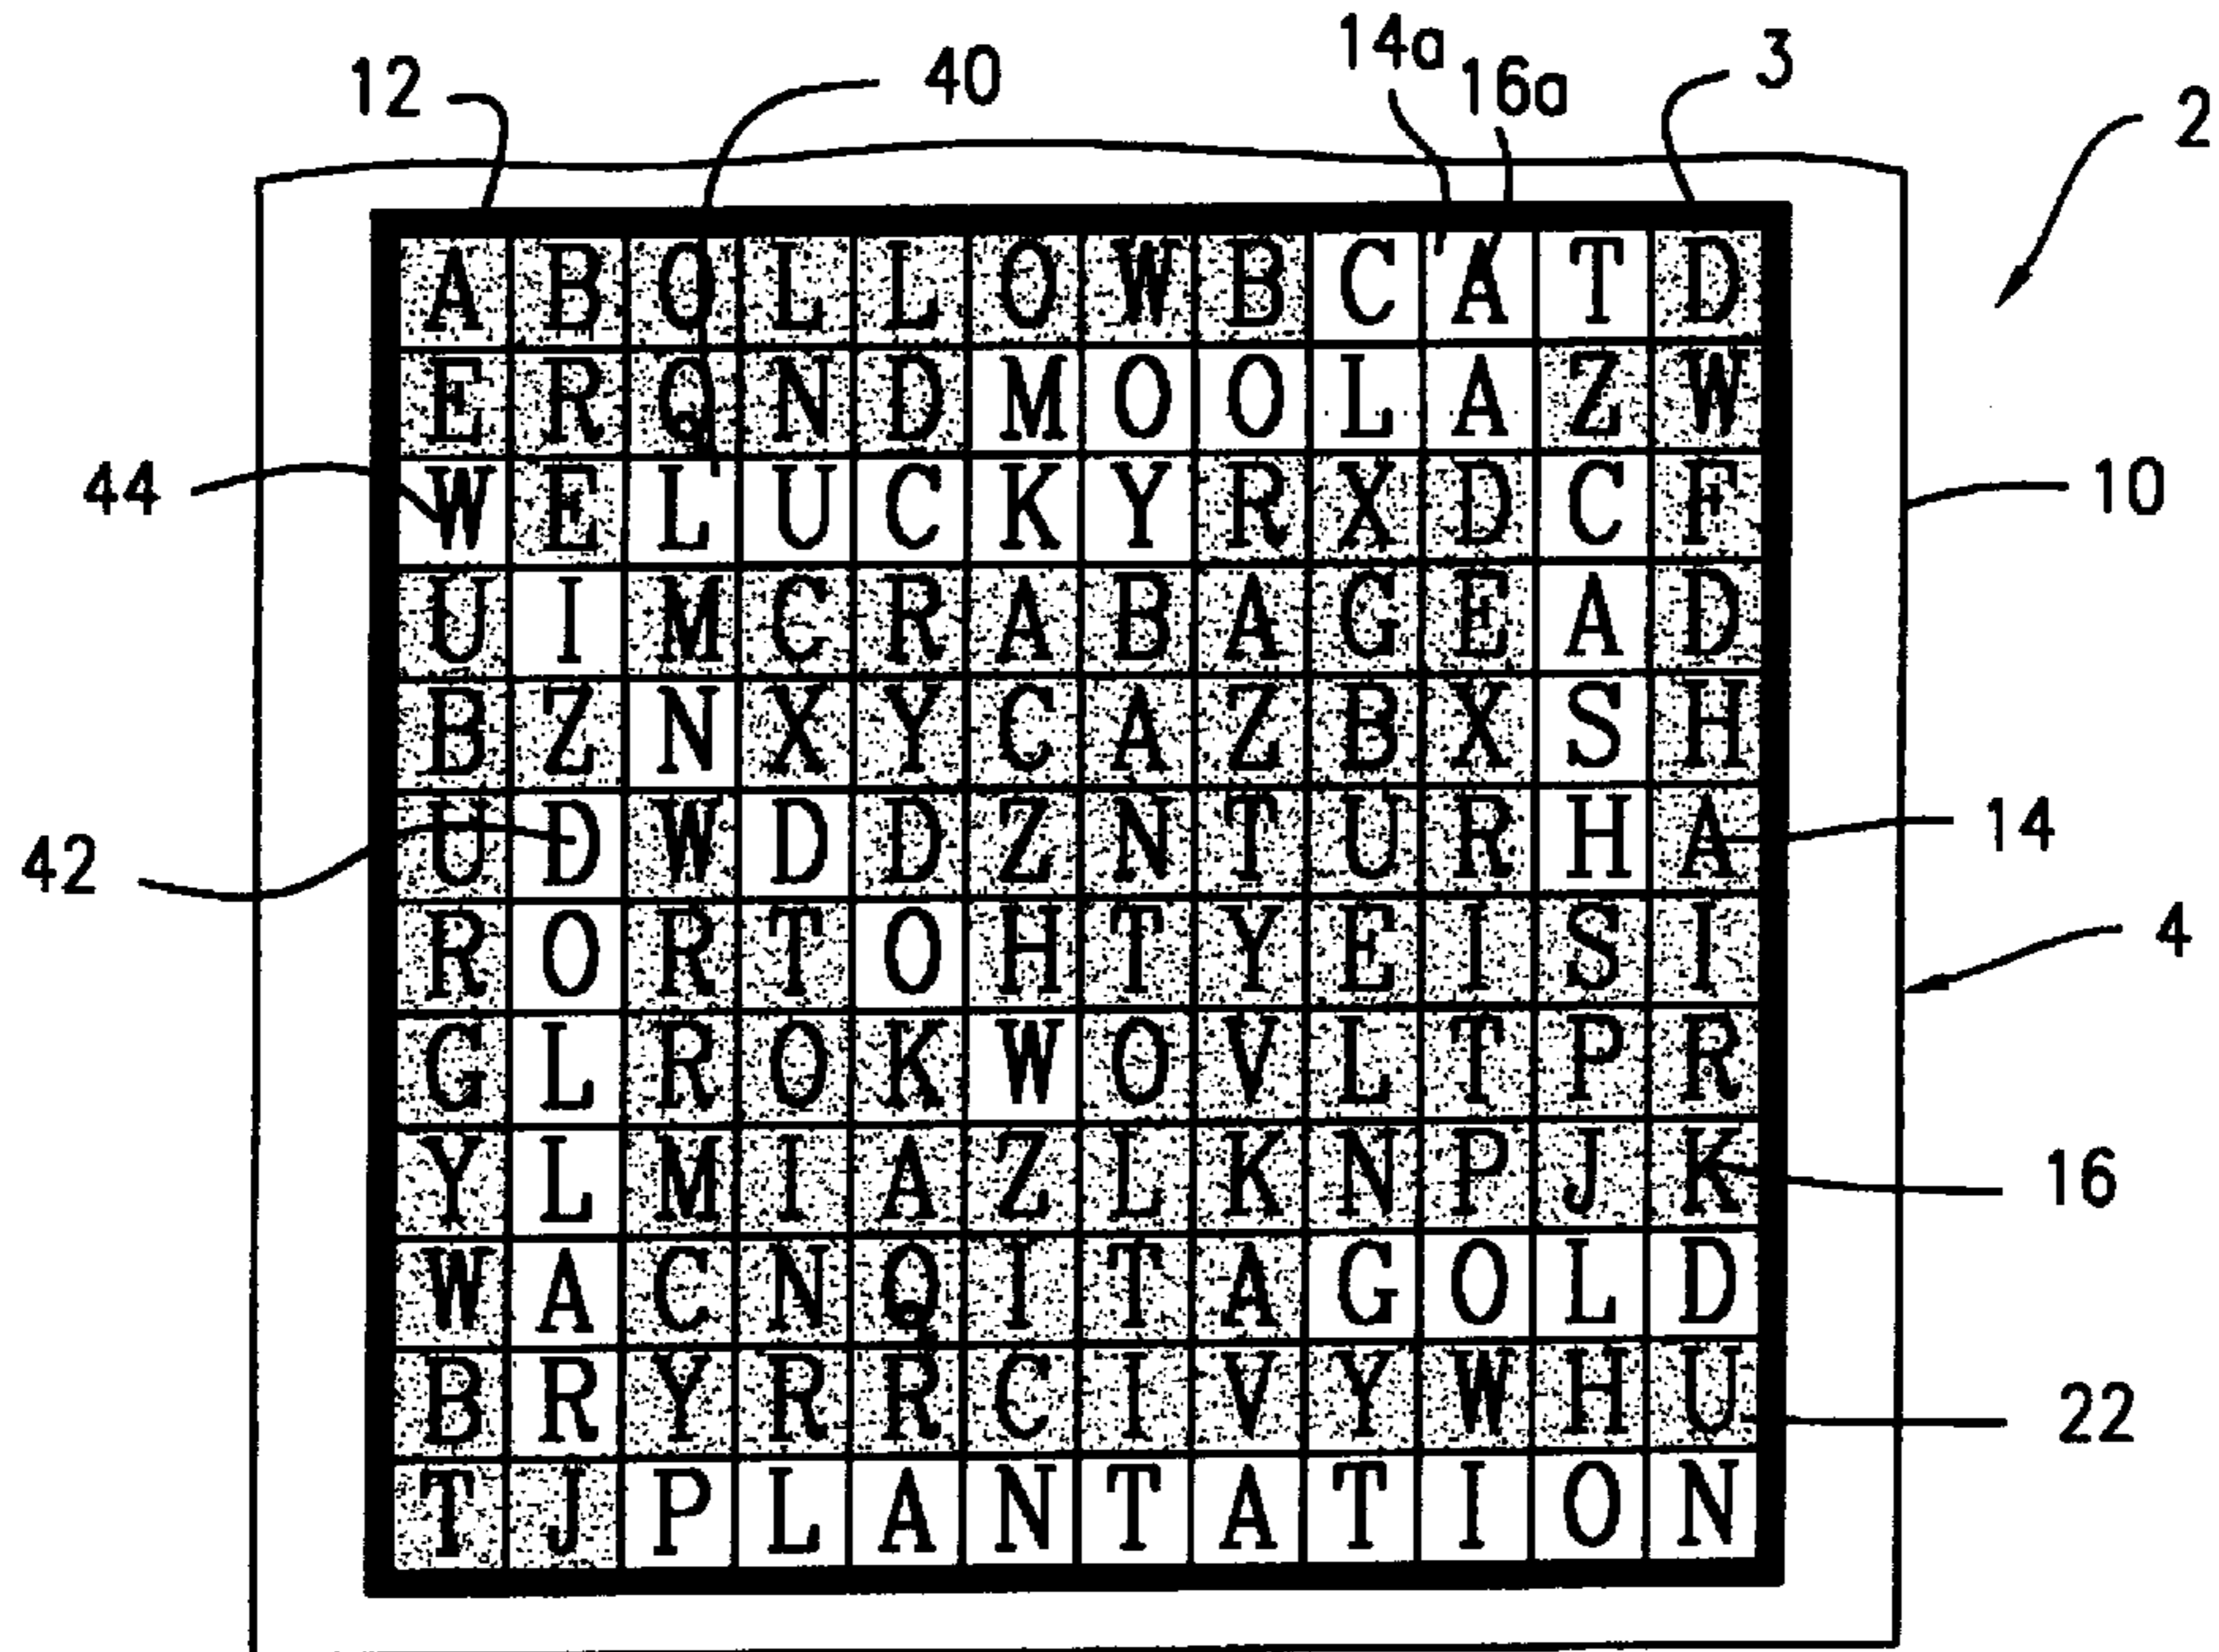 12 40 14a 16a 3 2
A B O L L O W B C A T D
E R Q N D M O O L A Z W
44 W E L U C K Y R X D C F 10
U I M C R A B A G E A D
B Z N X Y C A Z B X S H
42 U D W D D Z N T U R H A 14
R O R T O H T Y E I S I 4
G L R O K W O V L T P R
Y L M I A Z L K N P J K 16
W A C N Q I T A G O L D
B R Y R R C I V Y W H U 22
T J P L A N T A T I O N